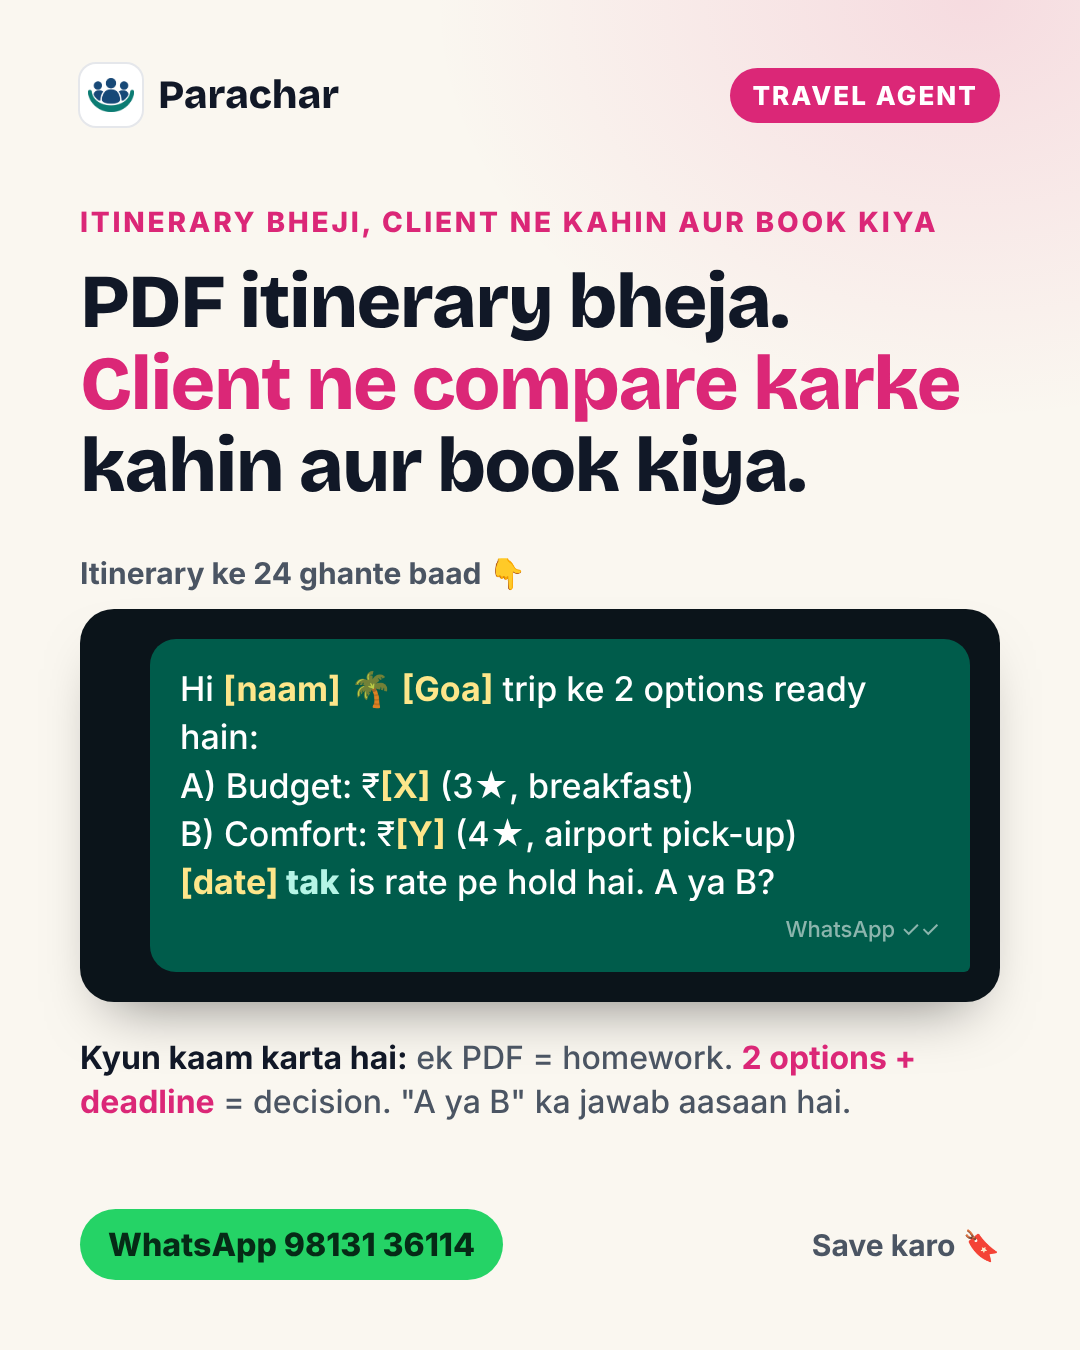 Parachar
TRAVEL AGENT
ITINERARY BHEJI, CLIENT NE KAHIN AUR BOOK KIYA
PDF itinerary bheja.
Client ne compare karke
kahin aur book kiya.
Itinerary ke 24 ghante baad 👇
Hi [naam] 🌴 [Goa] trip ke 2 options ready
hain:
A) Budget: ₹[X] (3★, breakfast)
B) Comfort: ₹[Y] (4★, airport pick-up)
[date] tak is rate pe hold hai. A ya B?
WhatsApp ✓✓
Kyun kaam karta hai: ek PDF = homework. 2 options +
deadline = decision. "A ya B" ka jawab aasaan hai.
WhatsApp 98131 36114
Save karo 🔖